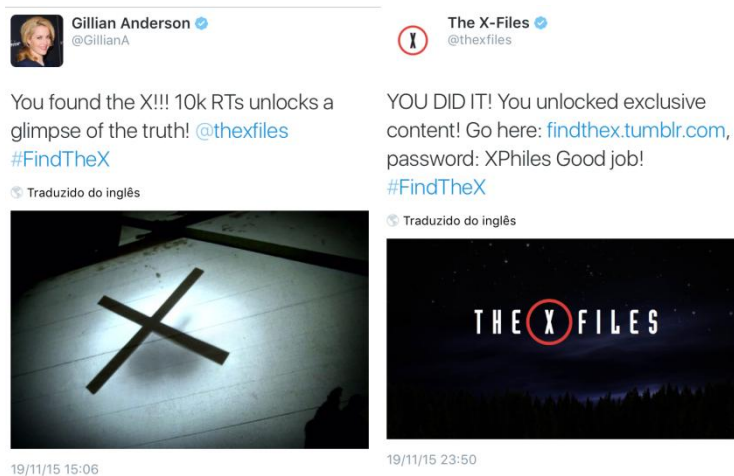 Gillian Anderson
@GillianA
You found the X!!! 10k RTs unlocks a
glimpse of the truth! @thexfiles
#FindTheX
Traduzido do inglês
19/11/15 15:06
X
The X-Files
@thexfiles
YOU DID IT! You unlocked exclusive
content! Go here: findthex.tumblr.com,
password: XPhiles Good job!
#FindTheX
Traduzido do inglês
THE X FILES
19/11/15 23:50